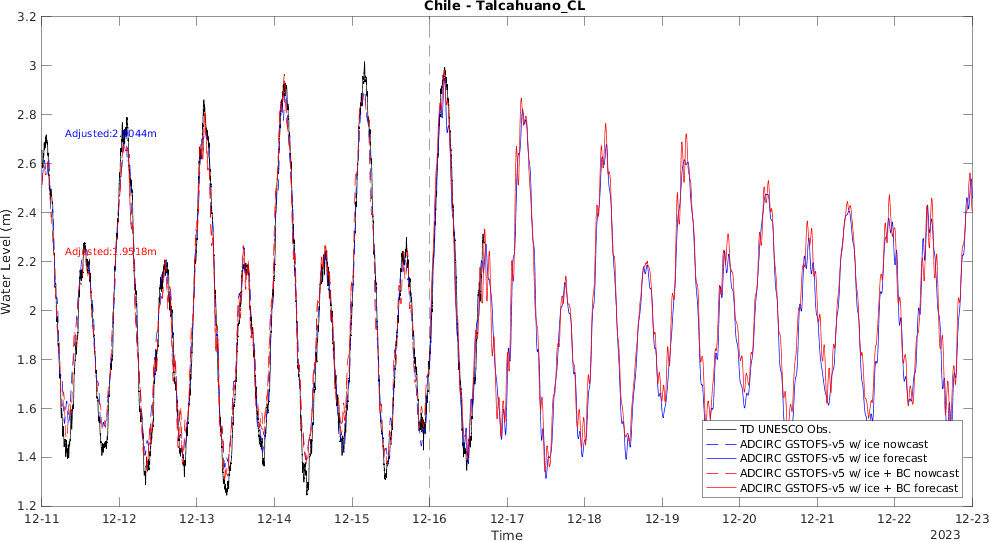 Chile - Talcahuano_CL
3.2
3
2.8
2.6
2.4
2.2
2
1.8
1.6
1.4
1.2
Water Level (m)
Adjusted:1.9518m
TD UNESCO Obs.
ADCIRC GSTOFS-v5 w/ ice nowcast
ADCIRC GSTOFS-v5 w/ ice forecast
ADCIRC GSTOFS-v5 w/ ice + BC nowcast
ADCIRC GSTOFS-v5 w/ ice + BC forecast
12-11 12-12 12-13 12-14 12-15 12-16 12-17 12-18 12-19 12-20 12-21 12-22 12-23
Time
2023